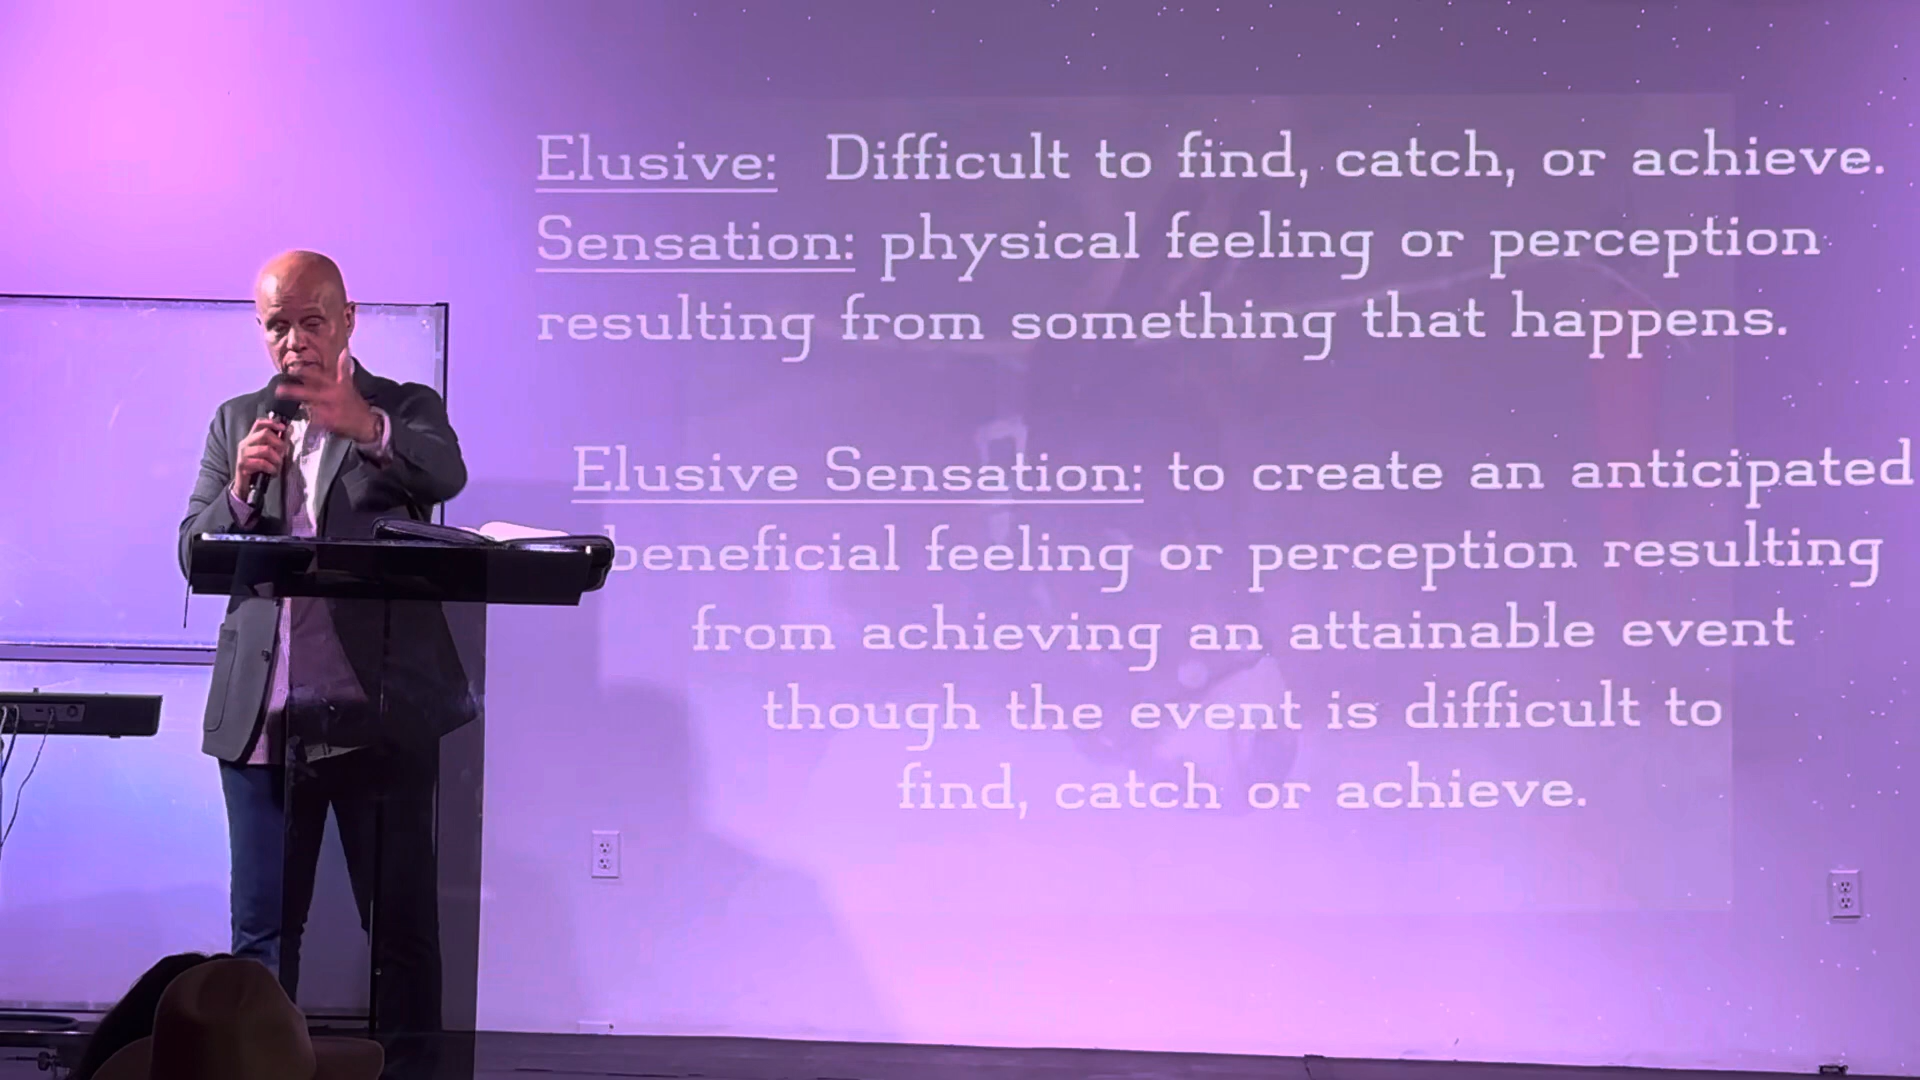 Elusive: Difficult to find, catch, or achieve.
Sensation: physical feeling or perception
resulting from something that happens.
Elusive Sensation: to create an anticipated
beneficial feeling or perception resulting
from achieving an attainable event
though the event is difficult to
find, catch or achieve.